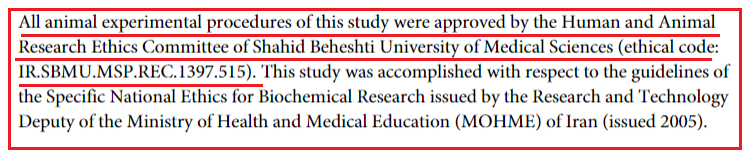 All animal experimental procedures of this study were approved by the Human and Animal
Research Ethics Committee of Shahid Beheshti University of Medical Sciences (ethical code:
IR.SBMU.MSP.REC.1397.515). This study was accomplished with respect to the guidelines of
the Specific National Ethics for Biochemical Research issued by the Research and Technology
Deputy of the Ministry of Health and Medical Education (MOHME) of Iran (issued 2005).